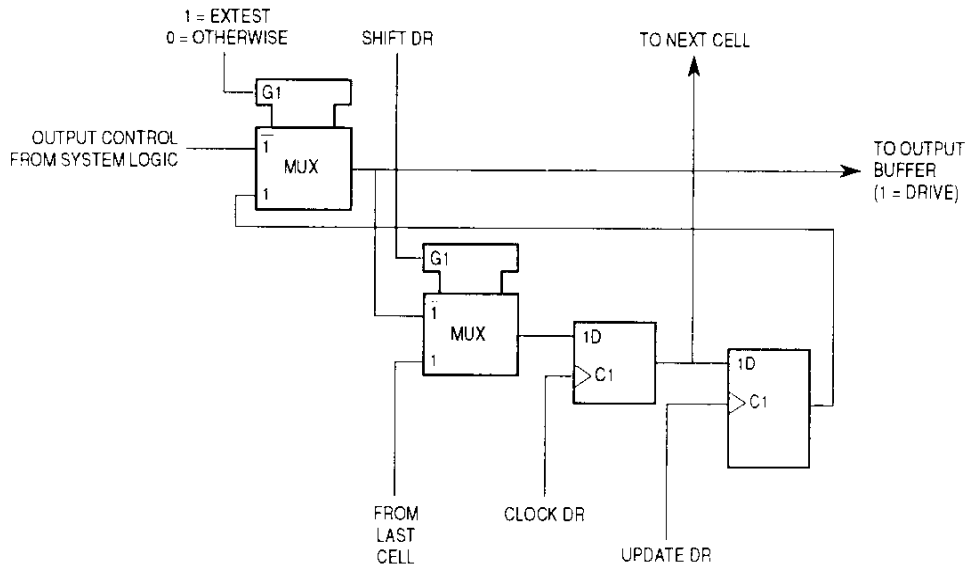 1 = EXTEST
0 = OTHERWISE
SHIFT DR
TO NEXT CELL
G1
OUTPUT CONTROL
FROM SYSTEM LOGIC
1
MUX
1
TO OUTPUT
BUFFER
(1 = DRIVE)
G1
1
MUX
1
1D
C1
1D
C1
FROM
LAST
CELL
CLOCK DR
UPDATE DR